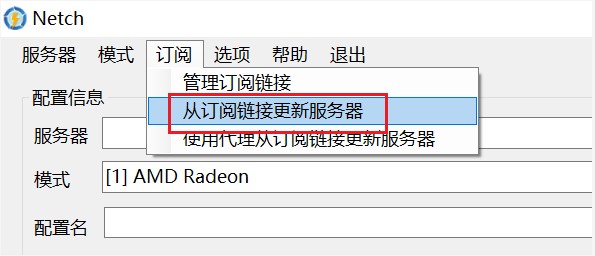 Netch
服务器 模式 订阅 选项 帮助 退出
管理订阅链接
配置信息
从订阅链接更新服务器
服务器
使用代理从订阅链接更新服务器
模式 [1] AMD Radeon
配置名